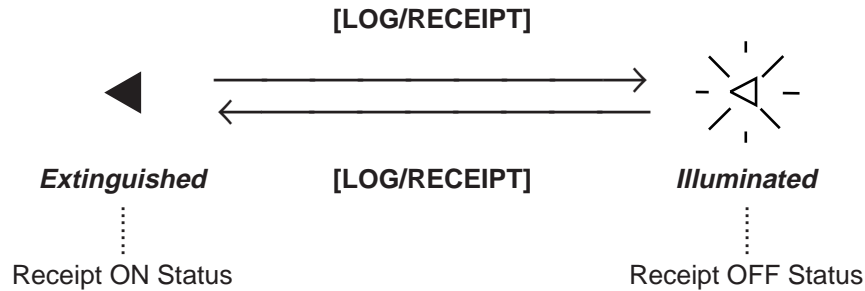 [LOG/RECEIPT]
Extinguished [LOG/RECEIPT] Illuminated
Receipt ON Status Receipt OFF Status